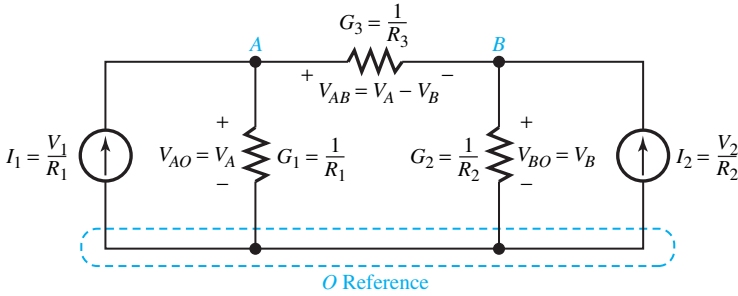 G₃ = 1/R₃
A
B
+ V_AB = V_A − V_B −
I₁ = V₁/R₁
+
V_AO = V_A
−
G₁ = 1/R₁
G₂ = 1/R₂
+
V_BO = V_B
−
I₂ = V₂/R₂
O Reference